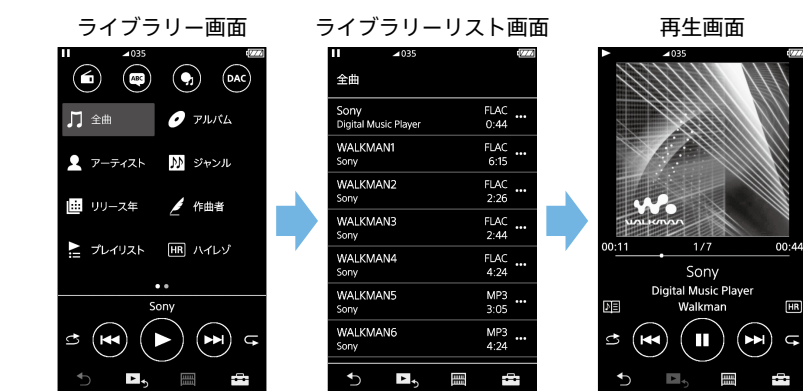 ライブラリー画面
ライブラリーリスト画面
再生画面
035
ABC
DAC
全曲
アルバム
アーティスト
ジャンル
リリース年
作曲者
プレイリスト
HR ハイレゾ
Sony
035
全曲
Sony FLAC
Digital Music Player 0:44
WALKMAN1 FLAC
Sony 6:15
WALKMAN2 FLAC
Sony 2:26
WALKMAN3 FLAC
Sony 2:44
WALKMAN4 FLAC
Sony 4:24
WALKMAN5 MP3
Sony 3:05
WALKMAN6 MP3
Sony 4:24
035
WALKMAN
00:11 1/7 00:44
Sony
Digital Music Player
Walkman
HR